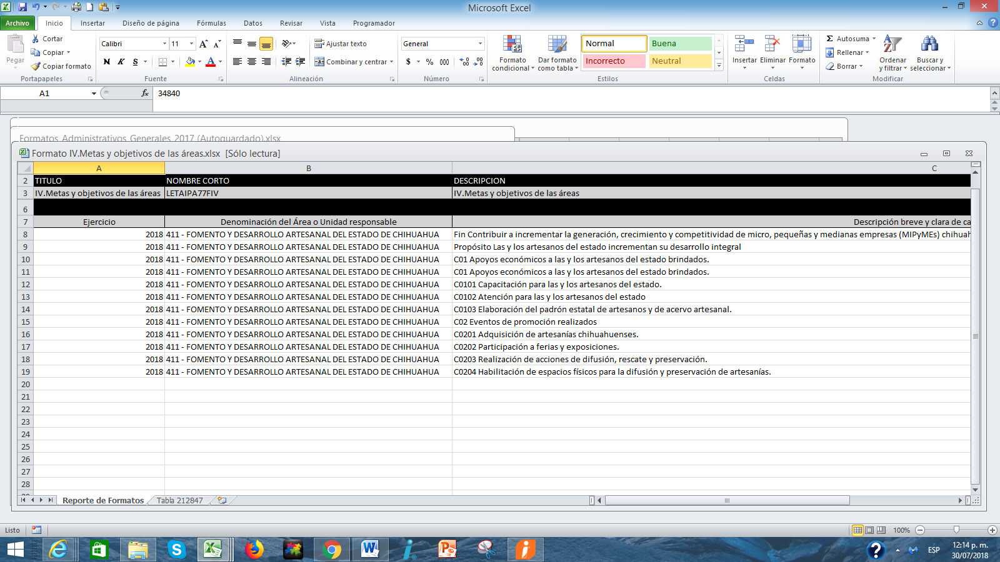 Microsoft Excel
Archivo Inicio Insertar Diseño de página Fórmulas Datos Revisar Vista Programador
Pegar Cortar Copiar Copiar formato
Portapapeles
Calibri 11
N K S
Fuente
Ajustar texto
Combinar y centrar
Alineación
General
$ % 000
Número
Formato condicional Dar formato como tabla
Normal Buena
Incorrecto Neutral
Estilos
Insertar Eliminar Formato
Celdas
Σ Autosuma
Rellenar
Borrar
Ordenar y filtrar Buscar y seleccionar
Modificar
A1 fx 34840
Formatos Administrativos Generales 2017 (Autoguardado).xlsx
Formato IV.Metas y objetivos de las áreas.xlsx [Sólo lectura]
A B C
2 TITULO NOMBRE CORTO DESCRIPCION
3 IV.Metas y objetivos de las áreas LETAIPA77FIV IV.Metas y objetivos de las áreas
6
7 Ejercicio Denominación del Área o Unidad responsable Descripción breve y clara de ca
8 2018 411 - FOMENTO Y DESARROLLO ARTESANAL DEL ESTADO DE CHIHUAHUA Fin Contribuir a incrementar la generación, crecimiento y competitividad de micro, pequeñas y medianas empresas (MIPyMEs) chihuah
9 2018 411 - FOMENTO Y DESARROLLO ARTESANAL DEL ESTADO DE CHIHUAHUA Propósito Las y los artesanos del estado incrementan su desarrollo integral
10 2018 411 - FOMENTO Y DESARROLLO ARTESANAL DEL ESTADO DE CHIHUAHUA C01 Apoyos económicos a las y los artesanos del estado brindados.
11 2018 411 - FOMENTO Y DESARROLLO ARTESANAL DEL ESTADO DE CHIHUAHUA C01 Apoyos económicos a las y los artesanos del estado brindados.
12 2018 411 - FOMENTO Y DESARROLLO ARTESANAL DEL ESTADO DE CHIHUAHUA C0101 Capacitación para las y los artesanos del estado.
13 2018 411 - FOMENTO Y DESARROLLO ARTESANAL DEL ESTADO DE CHIHUAHUA C0102 Atención para las y los artesanos del estado
14 2018 411 - FOMENTO Y DESARROLLO ARTESANAL DEL ESTADO DE CHIHUAHUA C0103 Elaboración del padrón estatal de artesanos y de acervo artesanal.
15 2018 411 - FOMENTO Y DESARROLLO ARTESANAL DEL ESTADO DE CHIHUAHUA C02 Eventos de promoción realizados
16 2018 411 - FOMENTO Y DESARROLLO ARTESANAL DEL ESTADO DE CHIHUAHUA C0201 Adquisición de artesanías chihuahuenses.
17 2018 411 - FOMENTO Y DESARROLLO ARTESANAL DEL ESTADO DE CHIHUAHUA C0202 Participación a ferias y exposiciones.
18 2018 411 - FOMENTO Y DESARROLLO ARTESANAL DEL ESTADO DE CHIHUAHUA C0203 Realización de acciones de difusión, rescate y preservación.
19 2018 411 - FOMENTO Y DESARROLLO ARTESANAL DEL ESTADO DE CHIHUAHUA C0204 Habilitación de espacios físicos para la difusión y preservación de artesanías.
20
21
22
23
24
25
26
27
28
Reporte de Formatos Tabla 212847
Listo 100%
ESP 12:14 p. m.
30/07/2018